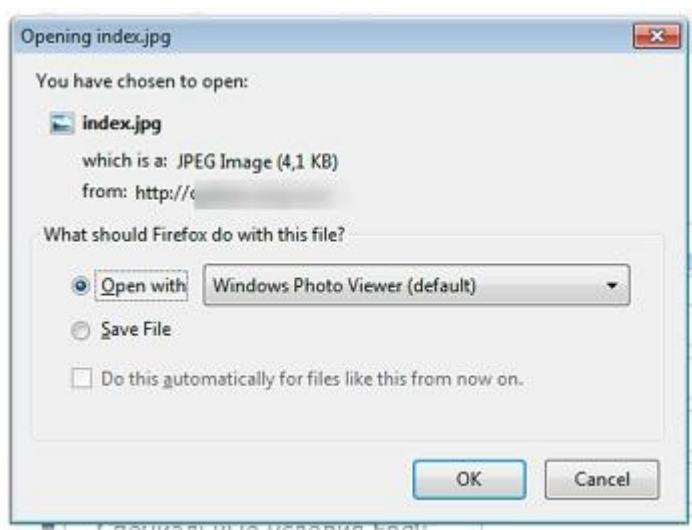 Opening index.jpg
You have chosen to open:
index.jpg
which is a: JPEG Image (4,1 KB)
from: http://
What should Firefox do with this file?
Open with Windows Photo Viewer (default)
Save File
Do this automatically for files like this from now on.
OK Cancel